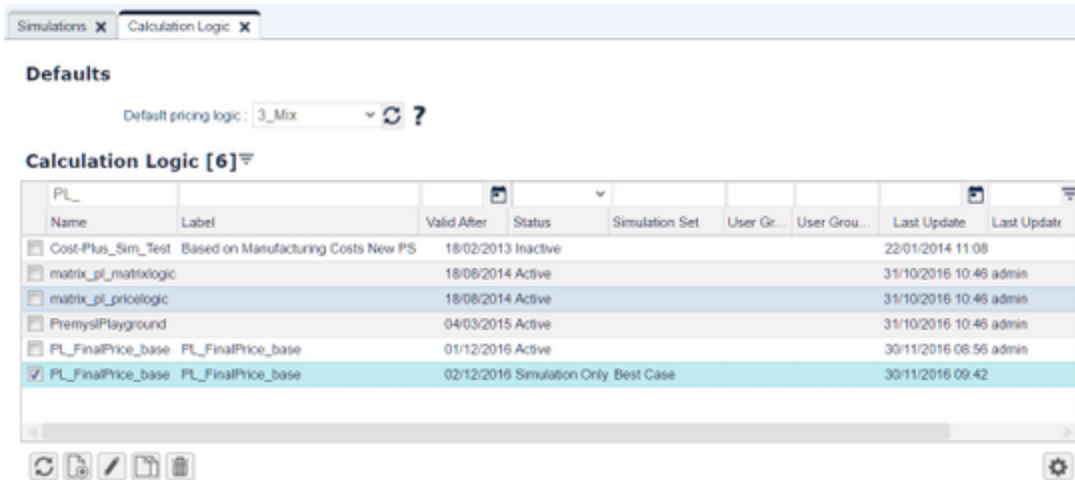 Simulations X Calculation Logic X
Defaults
Default pricing logic : 3_Mix ?
Calculation Logic [6]
PL_
Name Label Valid After Status Simulation Set User Gr... User Grou... Last Update Last Update
Cost-Plus_Sim_Test Based on Manufacturing Costs New PS 18/02/2013 Inactive 22/01/2014 11:08
matrix_pl_matrixlogic 18/08/2014 Active 31/10/2016 10:46 admin
matrix_pl_pricelogic 18/08/2014 Active 31/10/2016 10:46 admin
PremyslPlayground 04/03/2015 Active 31/10/2016 10:46 admin
PL_FinalPrice_base PL_FinalPrice_base 01/12/2016 Active 30/11/2016 08:56 admin
PL_FinalPrice_base PL_FinalPrice_base 02/12/2016 Simulation Only Best Case 30/11/2016 09:42